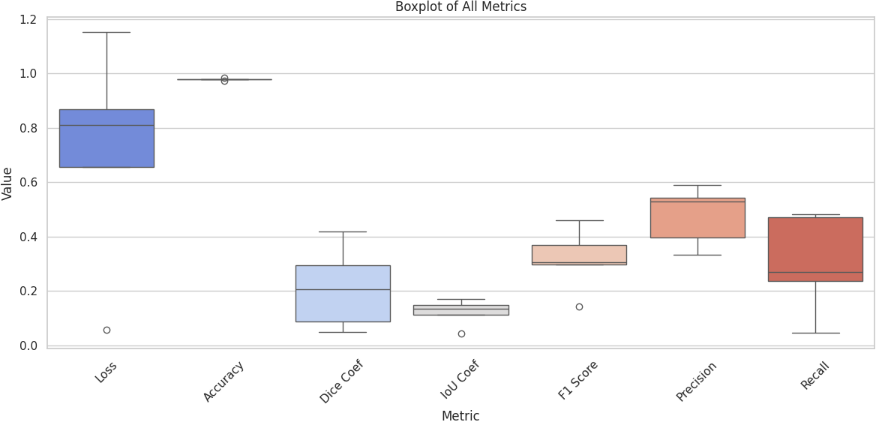 Boxplot of All Metrics
1.2
1.0
0.8
0.6
0.4
0.2
0.0
Value
Loss
Accuracy
Dice Coef
IoU Coef
F1 Score
Precision
Recall
Metric